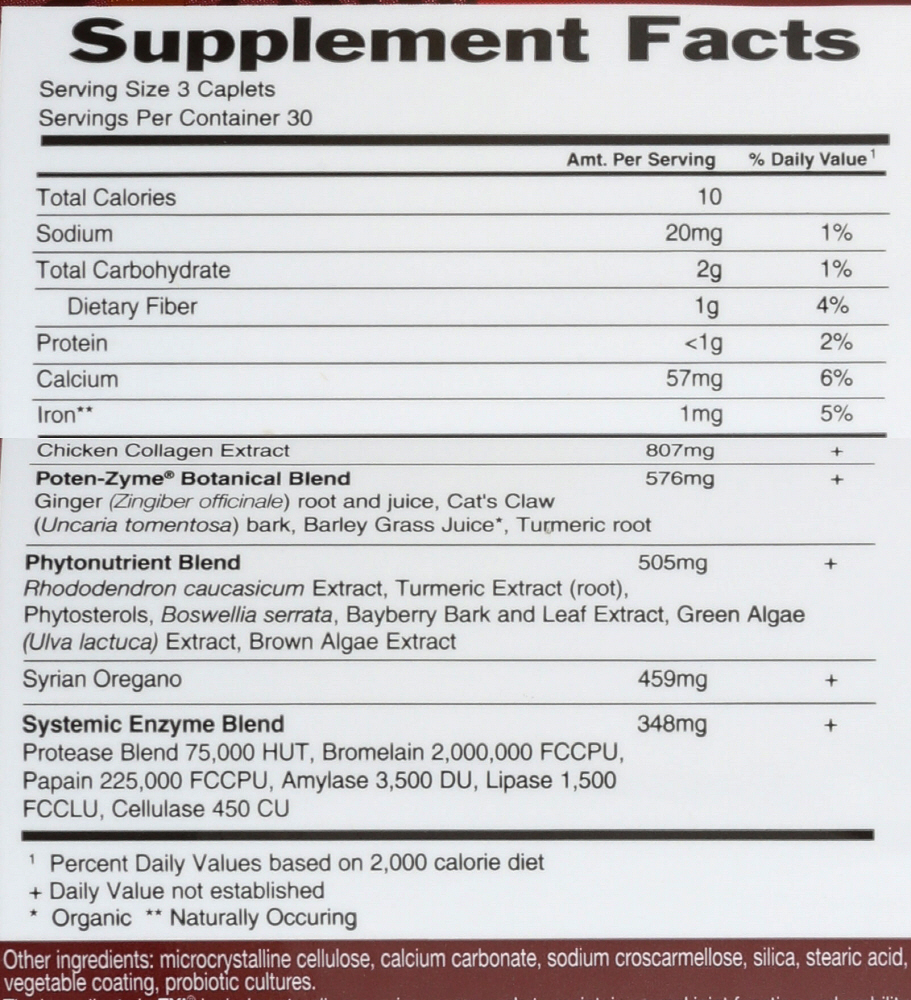 Supplement Facts
Serving Size 3 Caplets
Servings Per Container 30
Amt. Per Serving % Daily Value¹
Total Calories 10
Sodium 20mg 1%
Total Carbohydrate 2g 1%
Dietary Fiber 1g 4%
Protein <1g 2%
Calcium 57mg 6%
Iron** 1mg 5%
Chicken Collagen Extract 807mg +
Poten-Zyme® Botanical Blend 576mg +
Ginger (Zingiber officinale) root and juice, Cat's Claw
(Uncaria tomentosa) bark, Barley Grass Juice*, Turmeric root
Phytonutrient Blend 505mg +
Rhododendron caucasicum Extract, Turmeric Extract (root),
Phytosterols, Boswellia serrata, Bayberry Bark and Leaf Extract, Green Algae
(Ulva lactuca) Extract, Brown Algae Extract
Syrian Oregano 459mg +
Systemic Enzyme Blend 348mg +
Protease Blend 75,000 HUT, Bromelain 2,000,000 FCCPU,
Papain 225,000 FCCPU, Amylase 3,500 DU, Lipase 1,500
FCCLU, Cellulase 450 CU
¹ Percent Daily Values based on 2,000 calorie diet
+ Daily Value not established
* Organic ** Naturally Occuring
Other ingredients: microcrystalline cellulose, calcium carbonate, sodium croscarmellose, silica, stearic acid,
vegetable coating, probiotic cultures.